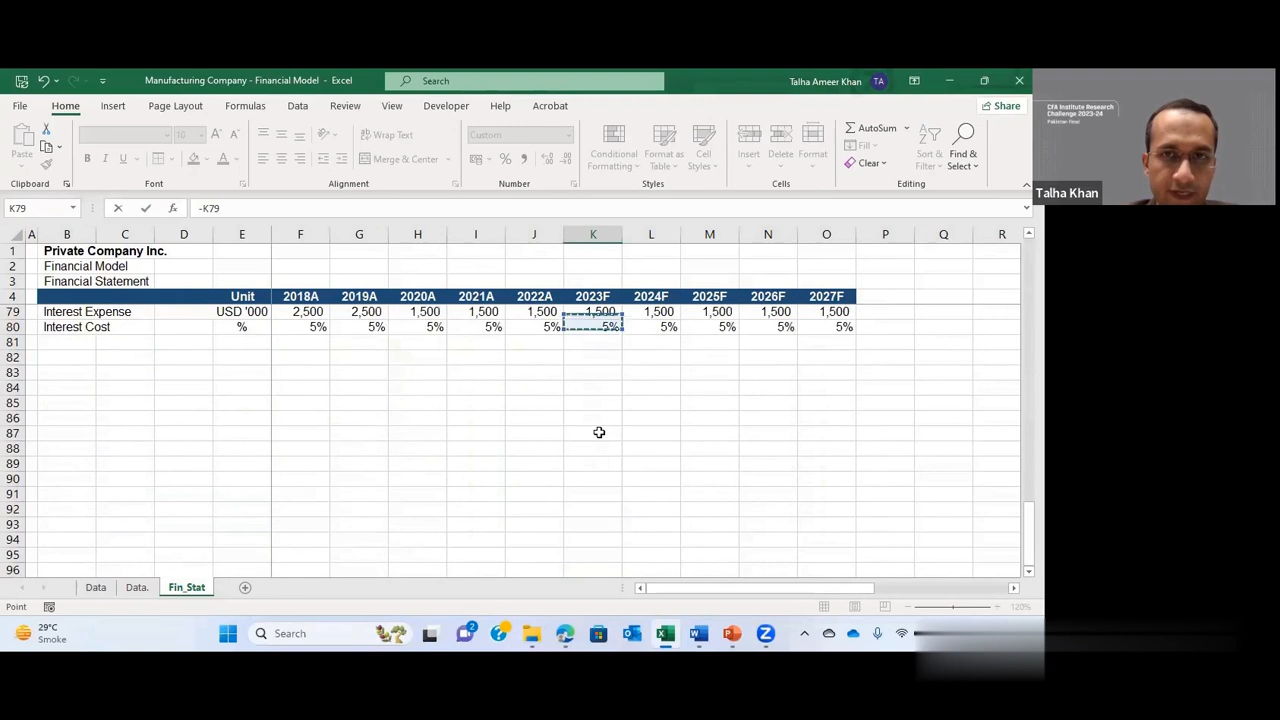 Manufacturing Company - Financial Model - Excel
Search
Talha Ameer Khan TA
File Home Insert Page Layout Formulas Data Review View Developer Help Acrobat Share
CFA Institute Research
Challenge 2023-24
Pakistan Final
Talha Khan
Paste
10
Wrap Text
Merge & Center
Custom
Conditional Formatting
Format as Table
Cell Styles
Insert Delete Format
AutoSum
Fill
Clear
Sort & Filter
Find & Select
Clipboard Font Alignment Number Styles Cells Editing
K79 -K79
A B C D E F G H I J K L M N O P Q R
1 Private Company Inc.
2 Financial Model
3 Financial Statement
4 Unit 2018A 2019A 2020A 2021A 2022A 2023F 2024F 2025F 2026F 2027F
79 Interest Expense USD '000 2,500 2,500 1,500 1,500 1,500 1,500 1,500 1,500 1,500 1,500
80 Interest Cost % 5% 5% 5% 5% 5% 5% 5% 5% 5% 5%
81
82
83
84
85
86
87
88
89
90
91
92
93
94
95
96
Data Data. Fin_Stat
Point 120%
29°C
Smoke
Search
2